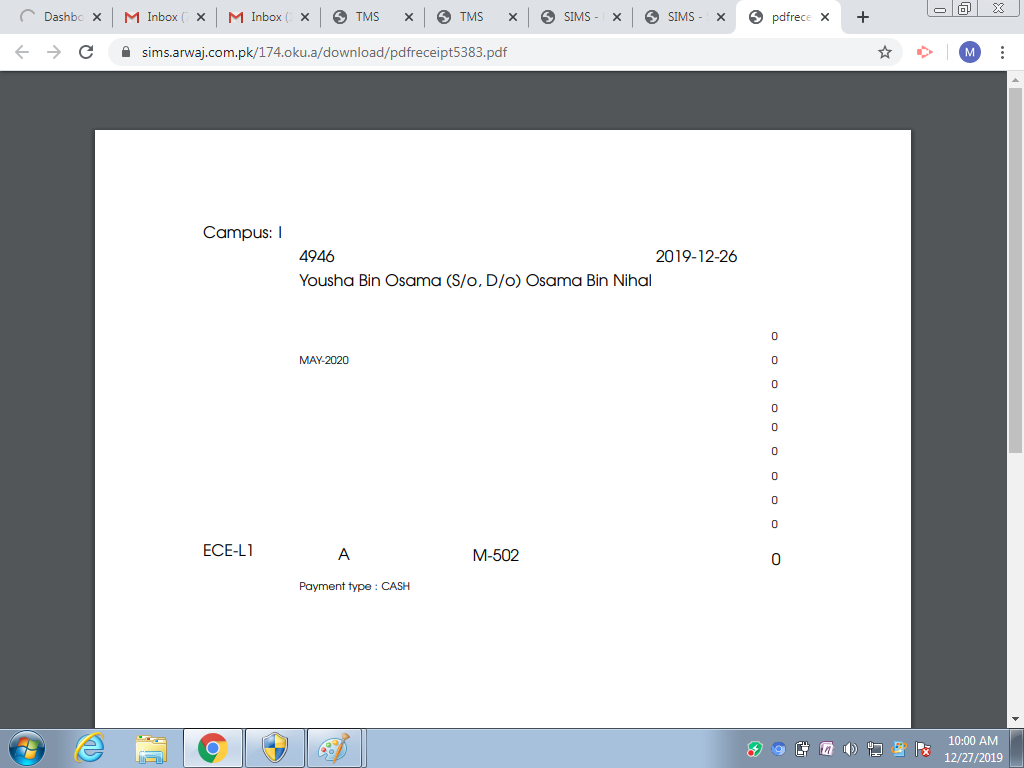 Dashbo
Inbox (
Inbox (
TMS
TMS
SIMS -
SIMS -
pdfrece
sims.arwaj.com.pk/174.oku.a/download/pdfreceipt5383.pdf
M
Campus: I
4946 2019-12-26
Yousha Bin Osama (S/o, D/o) Osama Bin Nihal
0
MAY-2020 0
0
0
0
0
0
0
0
ECE-L1 A M-502 0
Payment type : CASH
10:00 AM
12/27/2019